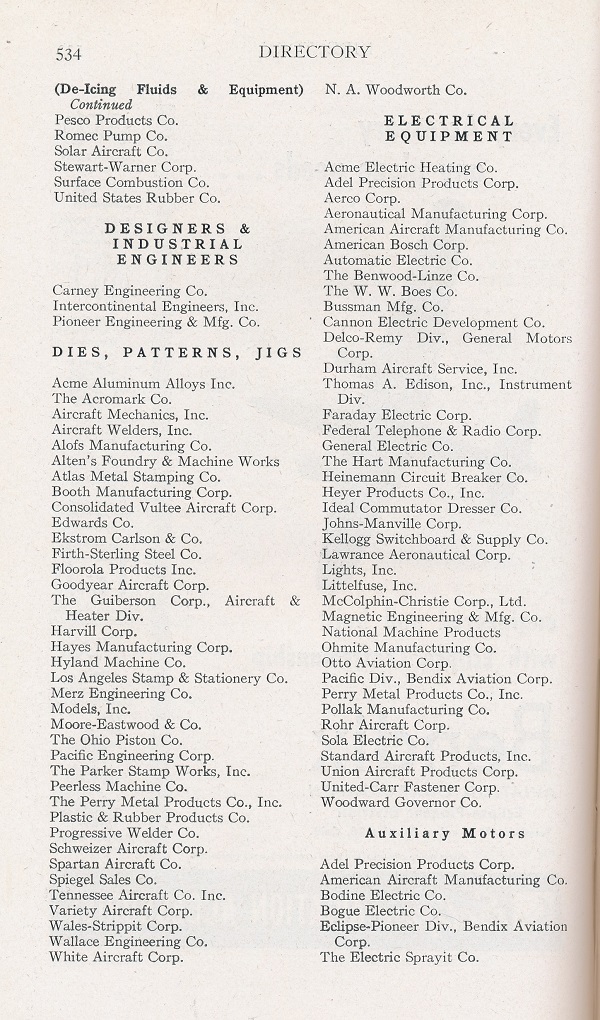 534
DIRECTORY
(De-Icing Fluids & Equipment)
Continued
Pesco Products Co.
Romec Pump Co.
Solar Aircraft Co.
Stewart-Warner Corp.
Surface Combustion Co.
United States Rubber Co.
DESIGNERS &
INDUSTRIAL
ENGINEERS
Carney Engineering Co.
Intercontinental Engineers, Inc.
Pioneer Engineering & Mfg. Co.
DIES, PATTERNS, JIGS
Acme Aluminum Alloys Inc.
The Acromark Co.
Aircraft Mechanics, Inc.
Aircraft Welders, Inc.
Alofs Manufacturing Co.
Alten's Foundry & Machine Works
Atlas Metal Stamping Co.
Booth Manufacturing Corp.
Consolidated Vultee Aircraft Corp.
Edwards Co.
Ekstrom Carlson & Co.
Firth-Sterling Steel Co.
Floorola Products Inc.
Goodyear Aircraft Corp.
The Guiberson Corp., Aircraft &
Heater Div.
Harvill Corp.
Hayes Manufacturing Corp.
Hyland Machine Co.
Los Angeles Stamp & Stationery Co.
Merz Engineering Co.
Models, Inc.
Moore-Eastwood & Co.
The Ohio Piston Co.
Pacific Engineering Corp.
The Parker Stamp Works, Inc.
Peerless Machine Co.
The Perry Metal Products Co., Inc.
Plastic & Rubber Products Co.
Progressive Welder Co.
Schweizer Aircraft Corp.
Spartan Aircraft Co.
Spiegel Sales Co.
Tennessee Aircraft Co. Inc.
Variety Aircraft Corp.
Wales-Strippit Corp.
Wallace Engineering Co.
White Aircraft Corp.
N. A. Woodworth Co.
ELECTRICAL
EQUIPMENT
Acme Electric Heating Co.
Adel Precision Products Corp.
Aerco Corp.
Aeronautical Manufacturing Corp.
American Aircraft Manufacturing Co.
American Bosch Corp.
Automatic Electric Co.
The Benwood-Linze Co.
The W. W. Boes Co.
Bussman Mfg. Co.
Cannon Electric Development Co.
Delco-Remy Div., General Motors
Corp.
Durham Aircraft Service, Inc.
Thomas A. Edison, Inc., Instrument
Div.
Faraday Electric Corp.
Federal Telephone & Radio Corp.
General Electric Co.
The Hart Manufacturing Co.
Heinemann Circuit Breaker Co.
Heyer Products Co., Inc.
Ideal Commutator Dresser Co.
Johns-Manville Corp.
Kellogg Switchboard & Supply Co.
Lawrance Aeronautical Corp.
Lights, Inc.
Littelfuse, Inc.
McColphin-Christie Corp., Ltd.
Magnetic Engineering & Mfg. Co.
National Machine Products
Ohmite Manufacturing Co.
Otto Aviation Corp.
Pacific Div., Bendix Aviation Corp.
Perry Metal Products Co., Inc.
Pollak Manufacturing Co.
Rohr Aircraft Corp.
Sola Electric Co.
Standard Aircraft Products, Inc.
Union Aircraft Products Corp.
United-Carr Fastener Corp.
Woodward Governor Co.
Auxiliary Motors
Adel Precision Products Corp.
American Aircraft Manufacturing Co.
Bodine Electric Co.
Bogue Electric Co.
Eclipse-Pioneer Div., Bendix Aviation
Corp.
The Electric Sprayit Co.